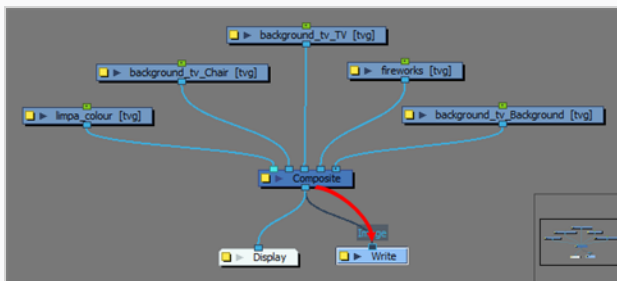 background_tv_TV [tvg]
background_tv_Chair [tvg]
fireworks [tvg]
limpa_colour [tvg]
background_tv_Background [tvg]
Composite
Image
Display
Write